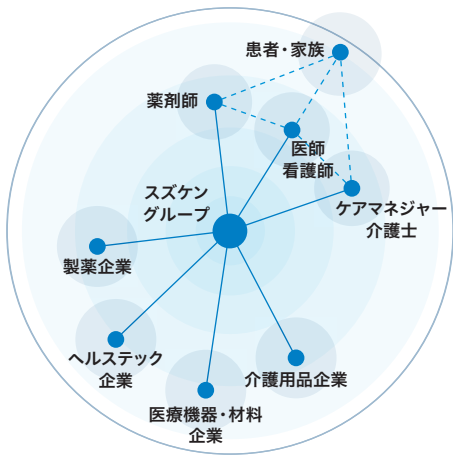 患者・家族
薬剤師
医師
看護師
スズケン
グループ
ケアマネジャー
介護士
製薬企業
ヘルステック
企業
介護用品企業
医療機器・材料
企業